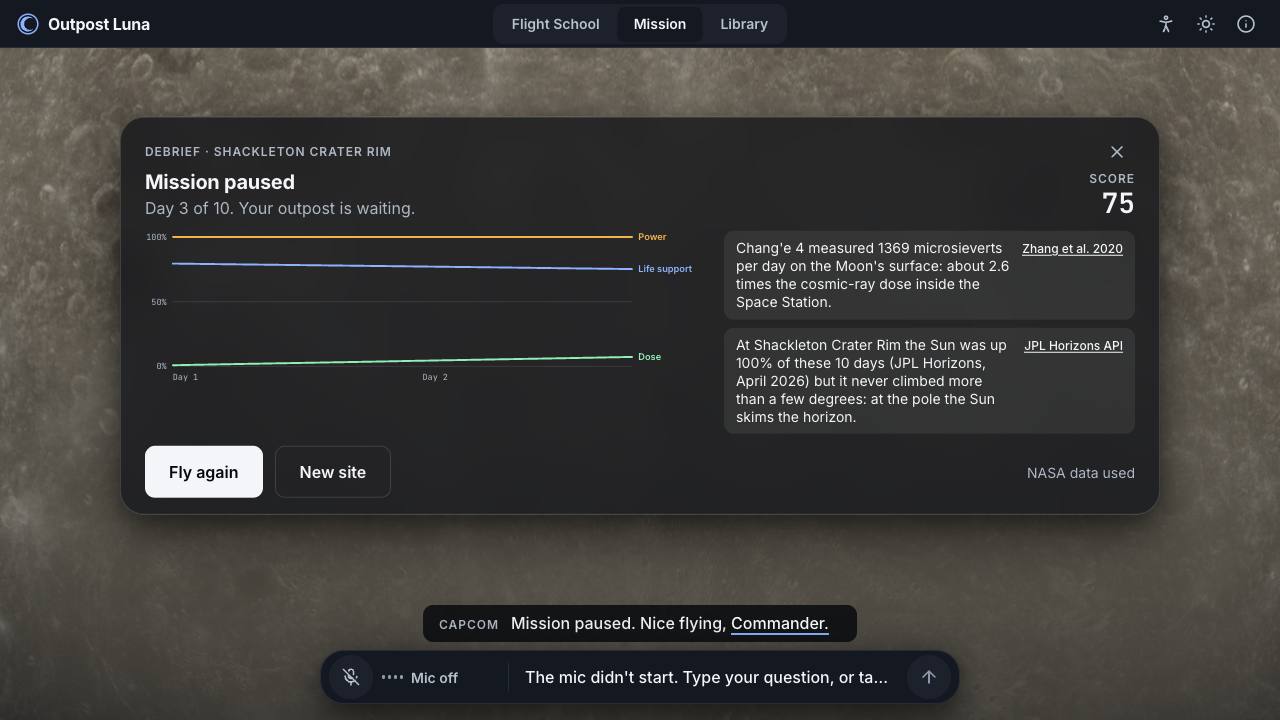 Outpost Luna
Flight School
Mission
Library
DEBRIEF · SHACKLETON CRATER RIM
Mission paused
Day 3 of 10. Your outpost is waiting.
SCORE
75
100%
50%
0%
Power
Life support
Dose
Day 1
Day 2
Chang'e 4 measured 1369 microsieverts
per day on the Moon's surface: about 2.6
times the cosmic-ray dose inside the
Space Station.
Zhang et al. 2020
At Shackleton Crater Rim the Sun was up
100% of these 10 days (JPL Horizons,
April 2026) but it never climbed more
than a few degrees: at the pole the Sun
skims the horizon.
JPL Horizons API
Fly again
New site
NASA data used
CAPCOM Mission paused. Nice flying, Commander.
Mic off
The mic didn't start. Type your question, or ta...